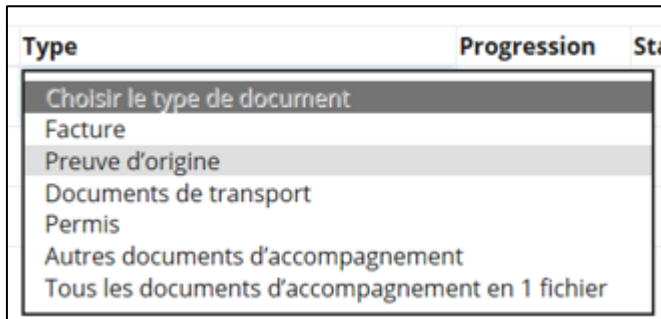 Type Progression Sta
Choisir le type de document
Facture
Preuve d’origine
Documents de transport
Permis
Autres documents d’accompagnement
Tous les documents d’accompagnement en 1 fichier